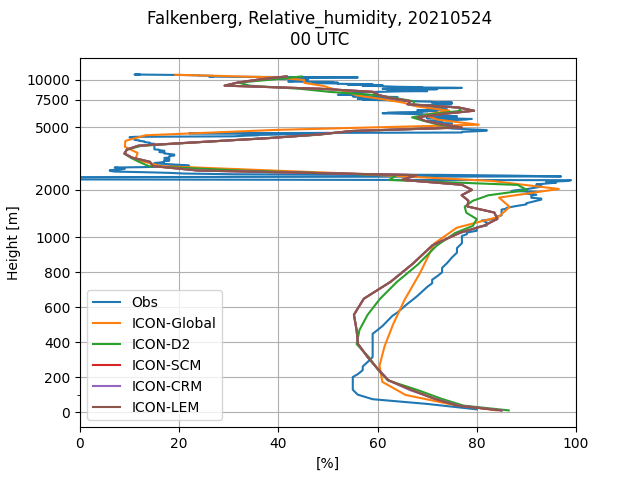 Falkenberg, Relative_humidity, 20210524
00 UTC
Height [m]
10000
7500
5000
2000
1000
800
600
400
200
0
Obs
ICON-Global
ICON-D2
ICON-SCM
ICON-CRM
ICON-LEM
0 20 40 60 80 100
[%]